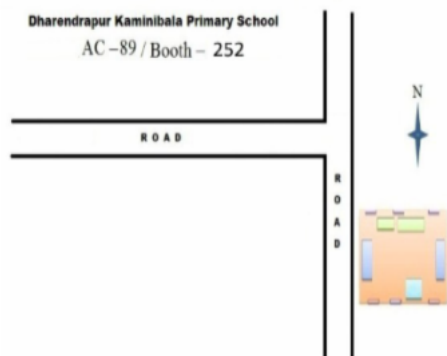 Dharendrapur Kaminibala Primary School
AC –89 / Booth – 252
N
ROAD
ROAD